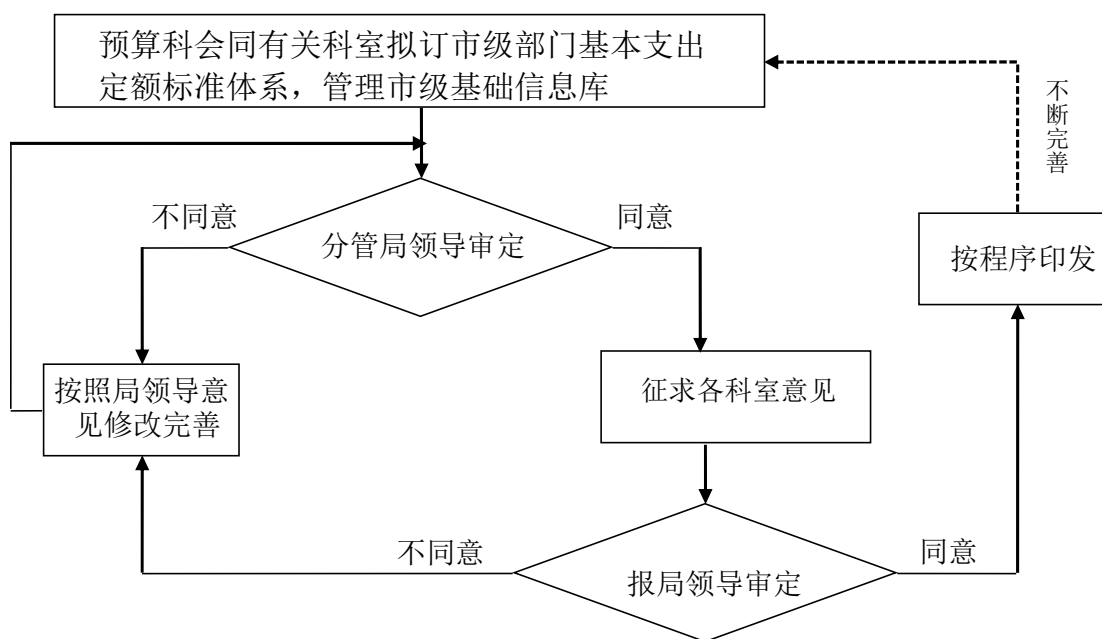 预算科会同有关科室拟订市级部门基本支出
定额标准体系，管理市级基础信息库
不断完善
不同意
同意
分管局领导审定
按程序印发
按照局领导意
见修改完善
征求各科室意见
不同意
同意
报局领导审定